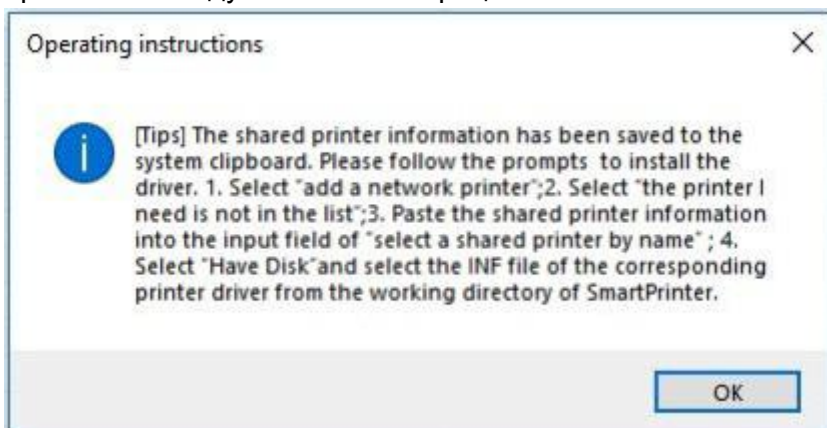 Operating instructions
[Tips] The shared printer information has been saved to the
system clipboard. Please follow the prompts to install the
driver. 1. Select "add a network printer";2. Select "the printer I
need is not in the list";3. Paste the shared printer information
into the input field of "select a shared printer by name" ; 4.
Select "Have Disk"and select the INF file of the corresponding
printer driver from the working directory of SmartPrinter.
OK